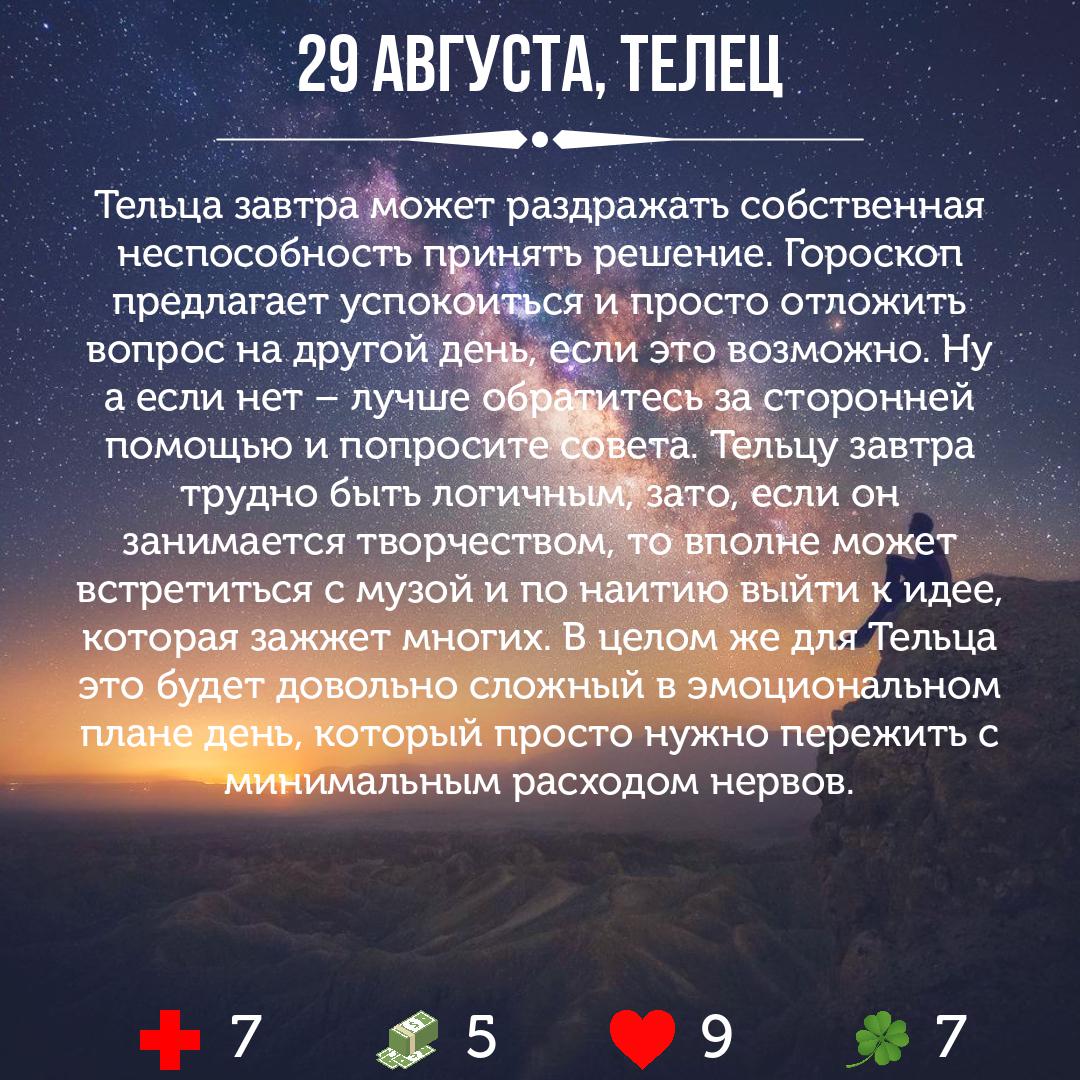 29 АВГУСТА, ТЕЛЕЦ
Тельца завтра может раздражать собственная
неспособность принять решение. Гороскоп
предлагает успокоиться и просто отложить
вопрос на другой день, если это возможно. Ну
а если нет – лучше обратитесь за сторонней
помощью и попросите совета. Тельцу завтра
трудно быть логичным, зато, если он
занимается творчеством, то вполне может
встретиться с музой и по наитию выйти к идее,
которая зажжет многих. В целом же для Тельца
это будет довольно сложный в эмоциональном
плане день, который просто нужно пережить с
минимальным расходом нервов.
7 5 9 7